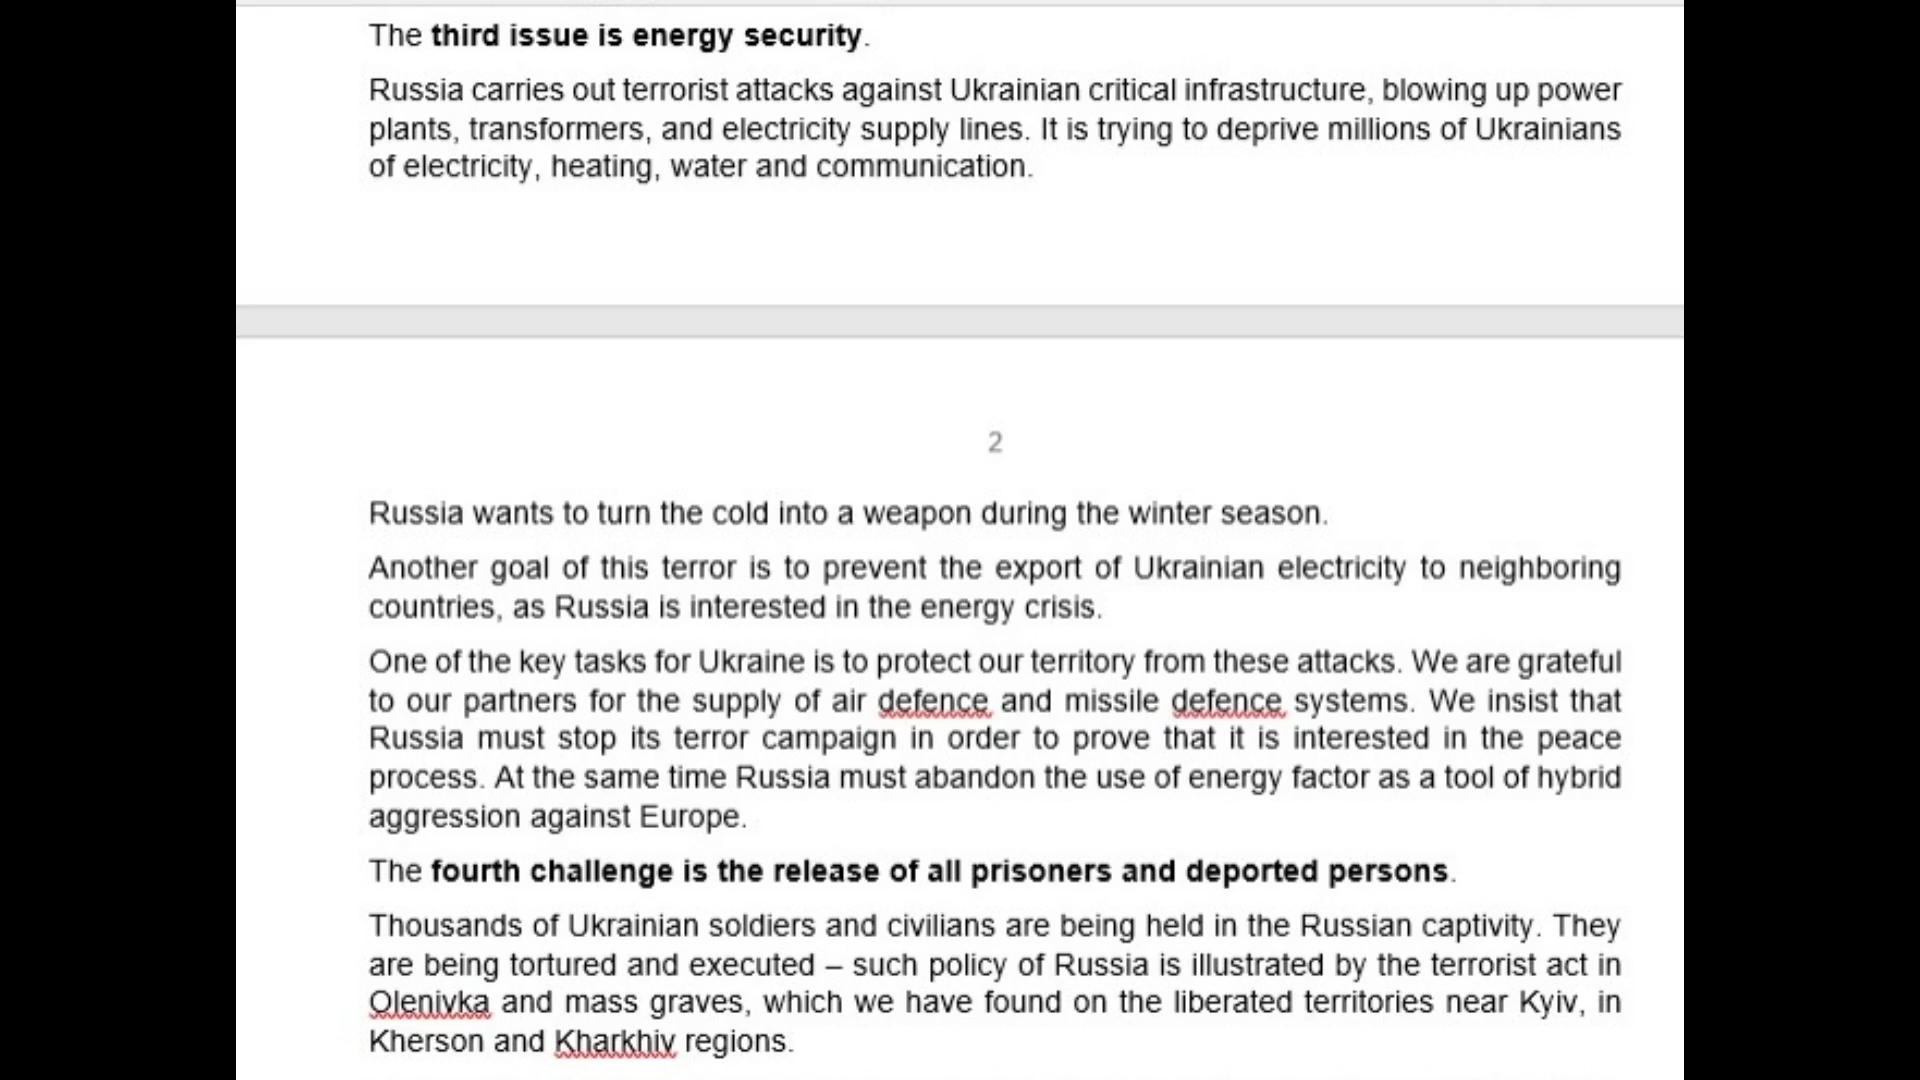 The third issue is energy security.
Russia carries out terrorist attacks against Ukrainian critical infrastructure, blowing up power
plants, transformers, and electricity supply lines. It is trying to deprive millions of Ukrainians
of electricity, heating, water and communication.
2
Russia wants to turn the cold into a weapon during the winter season.
Another goal of this terror is to prevent the export of Ukrainian electricity to neighboring
countries, as Russia is interested in the energy crisis.
One of the key tasks for Ukraine is to protect our territory from these attacks. We are grateful
to our partners for the supply of air defence and missile defence systems. We insist that
Russia must stop its terror campaign in order to prove that it is interested in the peace
process. At the same time Russia must abandon the use of energy factor as a tool of hybrid
aggression against Europe.
The fourth challenge is the release of all prisoners and deported persons.
Thousands of Ukrainian soldiers and civilians are being held in the Russian captivity. They
are being tortured and executed – such policy of Russia is illustrated by the terrorist act in
Olenivka and mass graves, which we have found on the liberated territories near Kyiv, in
Kherson and Kharkhiv regions.